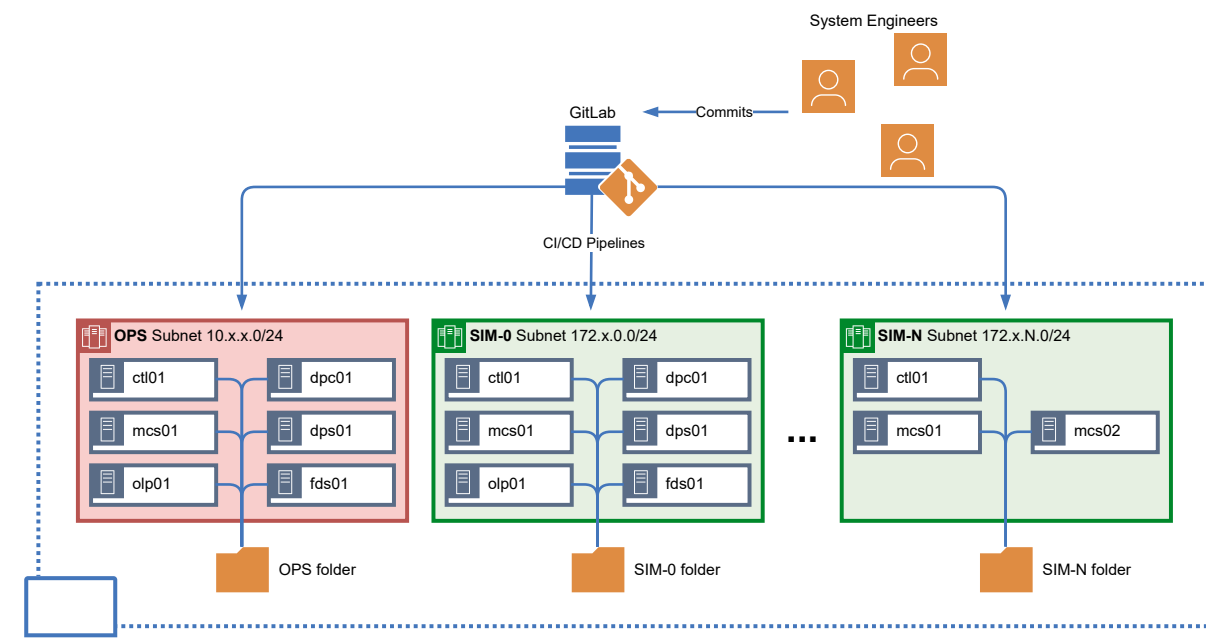 System Engineers
GitLab
Commits
CI/CD Pipelines
OPS Subnet 10.x.x.0/24
ctl01
dpc01
mcs01
dps01
olp01
fds01
OPS folder
SIM-0 Subnet 172.x.0.0/24
ctl01
dpc01
mcs01
dps01
olp01
fds01
SIM-0 folder
...
SIM-N Subnet 172.x.N.0/24
ctl01
mcs01
mcs02
SIM-N folder